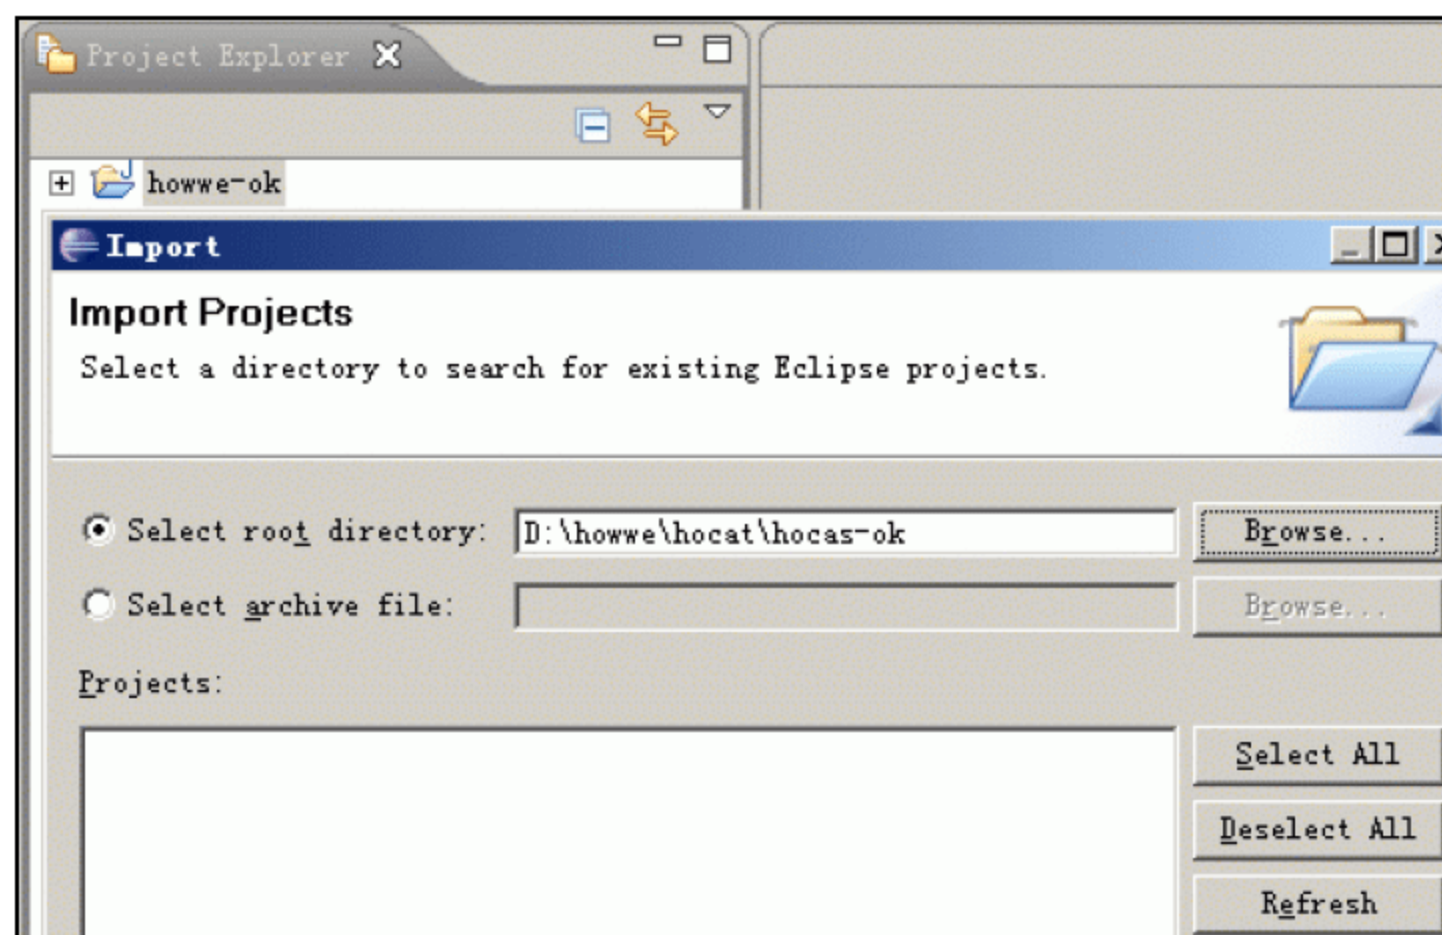 Project Explorer
howwe-ok
Import
Import Projects
Select a directory to search for existing Eclipse projects.
Select root directory: D:\howwe\hocat\hocas-ok Browse...
Select archive file: Browse...
Projects:
Select All
Deselect All
Refresh